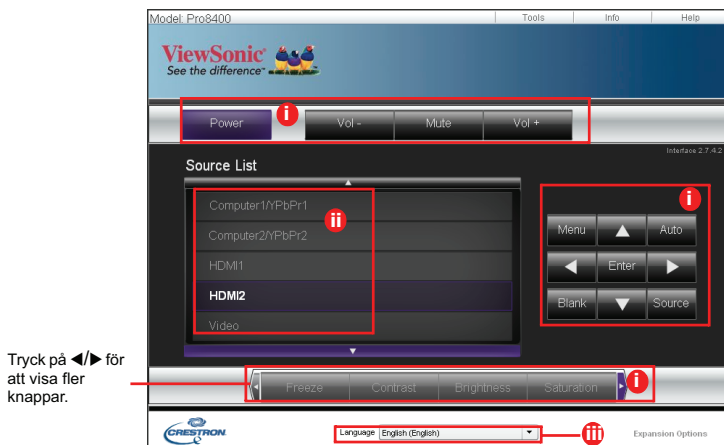 Model: Pro8400
Tools Info Help
ViewSonic®
See the difference™
Power i Vol - Mute Vol +
Interface 2.7.4.2
Source List
Computer1/YPbPr1
Computer2/YPbPr2
ii
HDMI1
HDMI2
Video
i
Menu ▲ Auto
◀ Enter ▶
Blank ▼ Source
Tryck på ◀/▶ för
att visa fler
knappar.
Freeze Contrast Brightness Saturation i
CRESTRON
Language English (English) iii
Expansion Options